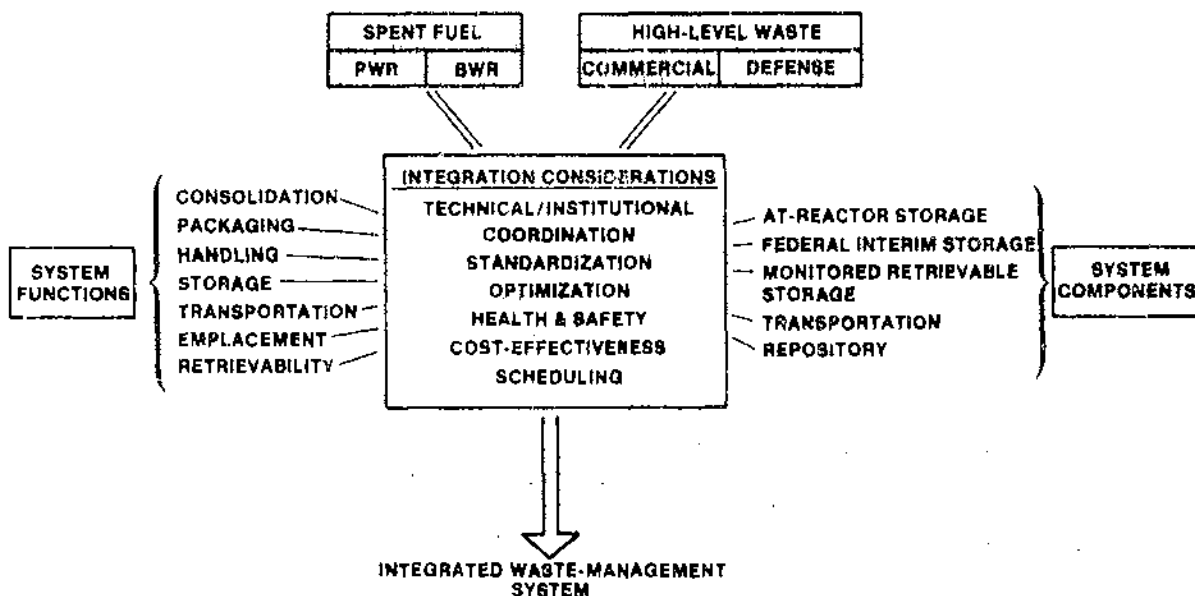 SPENT FUEL
PWR
BWR
HIGH-LEVEL WASTE
COMMERCIAL
DEFENSE
SYSTEM
FUNCTIONS
CONSOLIDATION
PACKAGING
HANDLING
STORAGE
TRANSPORTATION
EMPLACEMENT
RETRIEVABILITY
INTEGRATION CONSIDERATIONS
TECHNICAL/INSTITUTIONAL
COORDINATION
STANDARDIZATION
OPTIMIZATION
HEALTH & SAFETY
COST-EFFECTIVENESS
SCHEDULING
AT-REACTOR STORAGE
FEDERAL INTERIM STORAGE
MONITORED RETRIEVABLE
STORAGE
TRANSPORTATION
REPOSITORY
SYSTEM
COMPONENTS
INTEGRATED WASTE-MANAGEMENT
SYSTEM